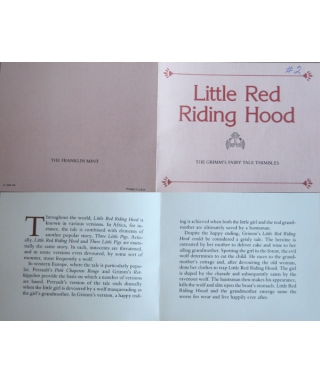 #2
Little Red
Riding Hood
THE FRANKLIN MINT
THE GRIMM'S FAIRY TALE THIMBLES
Throughout the world, Little Red Riding Hood is
known in various versions. In Africa, for in-
stance, the tale is combined with elements of
another popular story, Three Little Pigs. Actu-
ally, Little Red Riding Hood and Three Little Pigs are essen-
tially the same story. In each, innocents are threatened,
and in some versions even devoured, by some sort of
monster, most frequently a wolf.
In western Europe, where the tale is particularly popu-
lar, Perrault's Petit Chaperon Rouge and Grimm's Rot-
käppchen provide the basis on which a number of versions
are based. Perrault's version of the tale ends dismally
when the little girl is devoured by a wolf masquerading as
the girl's grandmother. In Grimm's version, a happy end-
ing is achieved when both the little girl and the real grand-
mother are ultimately saved by a huntsman.
Despite the happy ending, Grimm's Little Red Riding
Hood could be considered a grisly tale. The heroine is
entrusted by her mother to deliver cake and wine to her
ailing grandmother. Spotting the girl in the forest, the evil
wolf determines to eat the child. He races to the grand-
mother's cottage and, after devouring the old woman,
dons her clothes to trap Little Red Riding Hood. The girl
is duped by the charade and subsequently eaten by the
ravenous wolf. The huntsman then makes his appearance,
kills the wolf and slits open the beast's stomach. Little Red
Riding Hood and the grandmother emerge none the
worse for wear and live happily ever after.